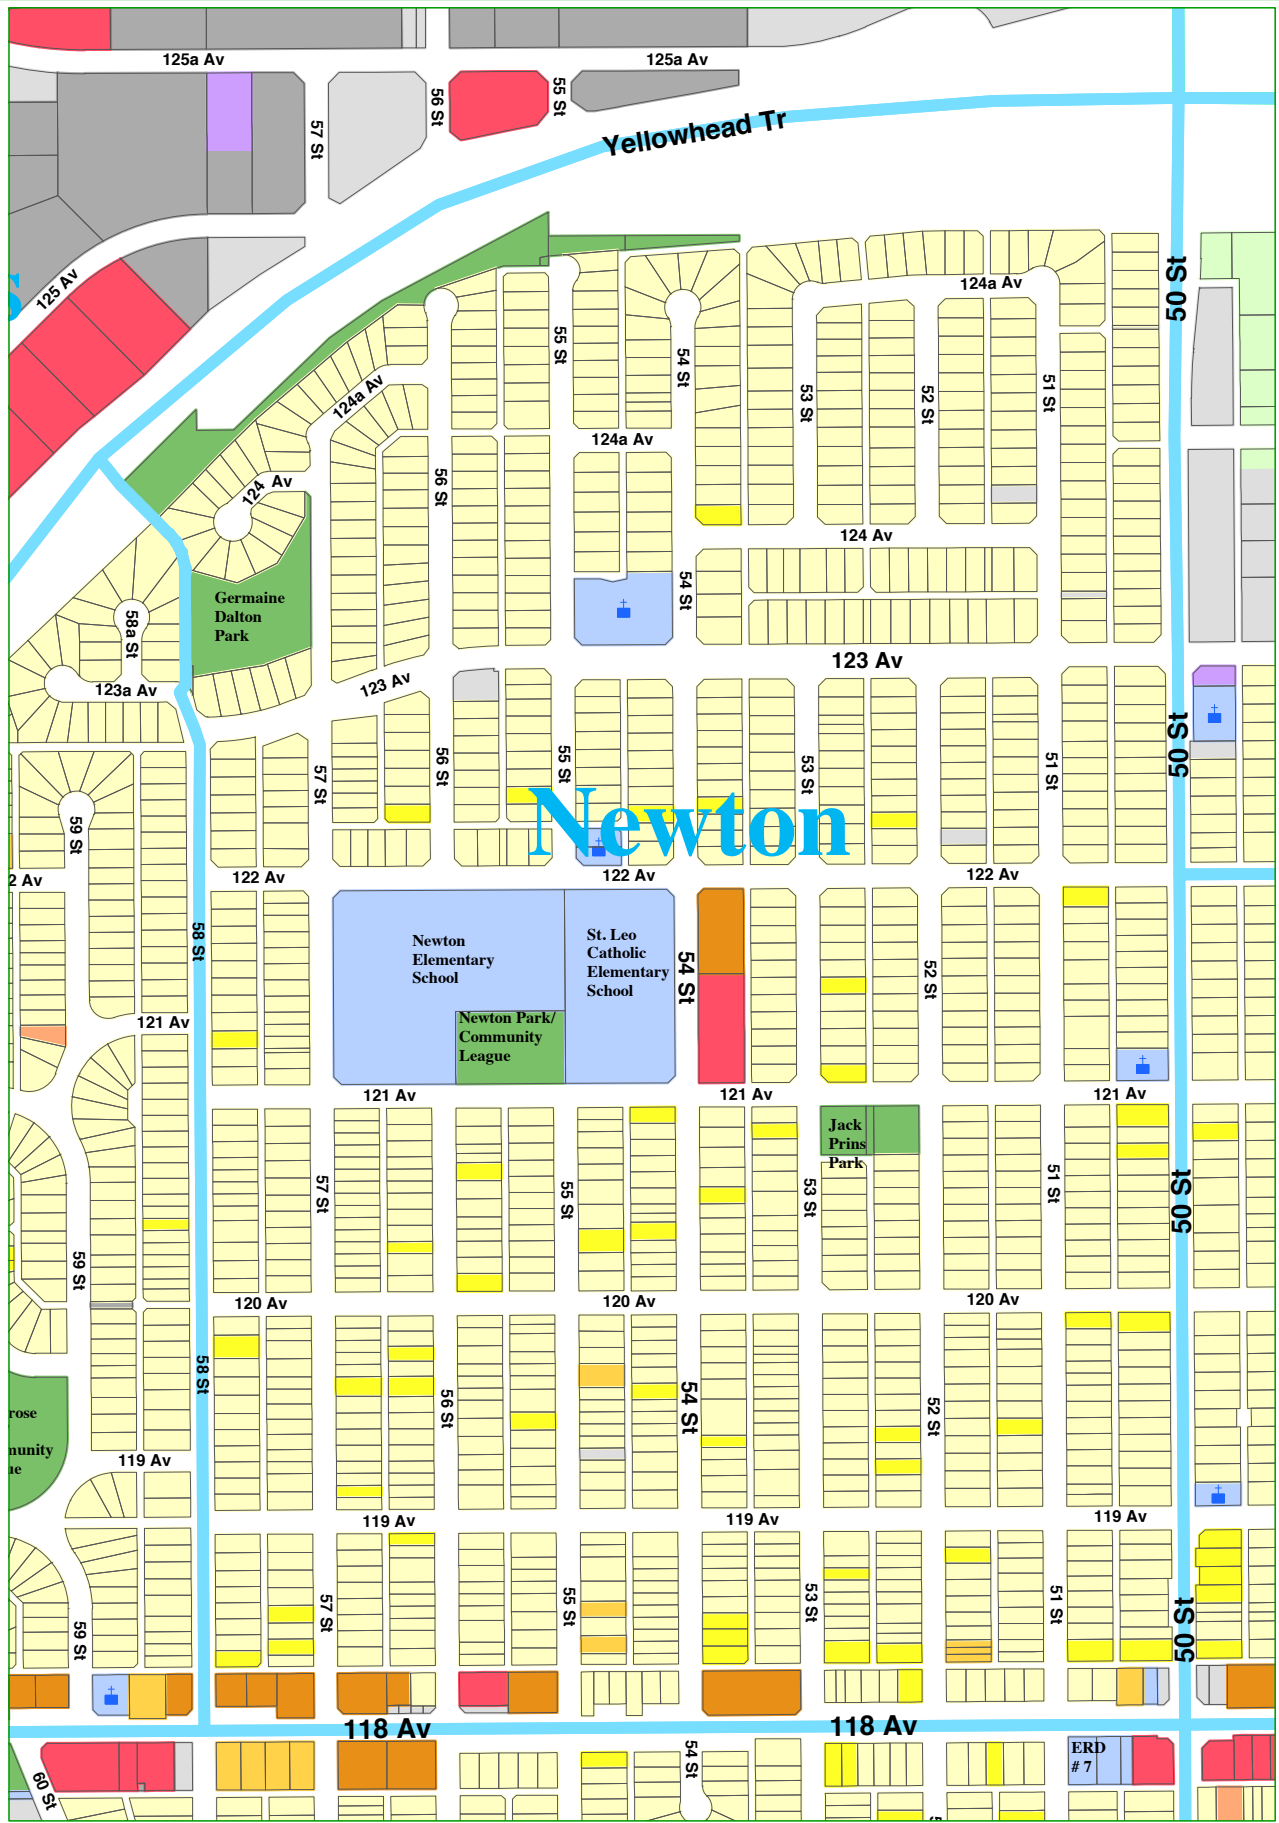 125a Av
125a Av
57 St
56 St
55 St
Yellowhead Tr
125 Av
50 St
124a Av
55 St
54 St
53 St
52 St
51 St
124a Av
124a Av
56 St
124 Av
124 Av
Germaine
Dalton
Park
58a St
54 St
123 Av
123a Av
123 Av
57 St
56 St
55 St
53 St
51 St
50 St
Newton
59 St
2 Av
122 Av
122 Av
122 Av
58 St
Newton
Elementary
School
St. Leo
Catholic
Elementary
School
54 St
52 St
Newton Park/
Community
League
121 Av
121 Av
121 Av
121 Av
Jack
Prins
Park
57 St
55 St
53 St
51 St
50 St
59 St
120 Av
120 Av
120 Av
58 St
56 St
54 St
52 St
rose
munity
ue
119 Av
119 Av
119 Av
119 Av
59 St
57 St
55 St
53 St
51 St
50 St
118 Av
118 Av
60 St
54 St
ERD
# 7